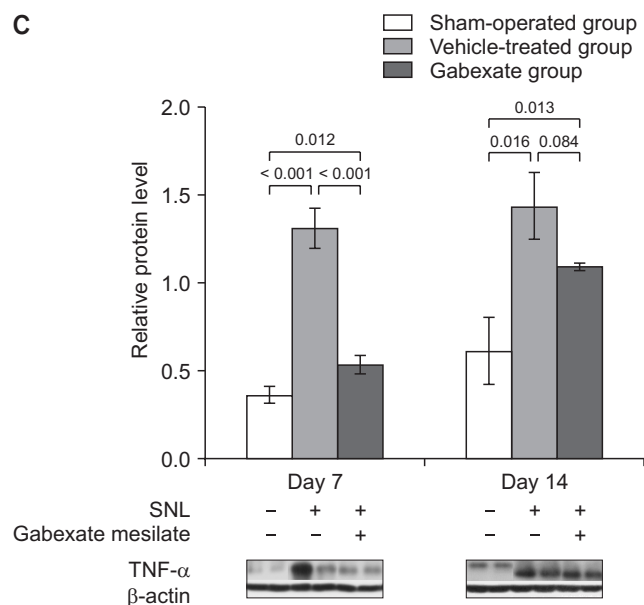 C
Sham-operated group
Vehicle-treated group
Gabexate group
2.0
1.5
1.0
0.5
0.0
Relative protein level
0.012
< 0.001 < 0.001
0.013
0.016 0.084
Day 7 Day 14
SNL − + + − + +
Gabexate mesilate − − + − − +
TNF-α
β-actin